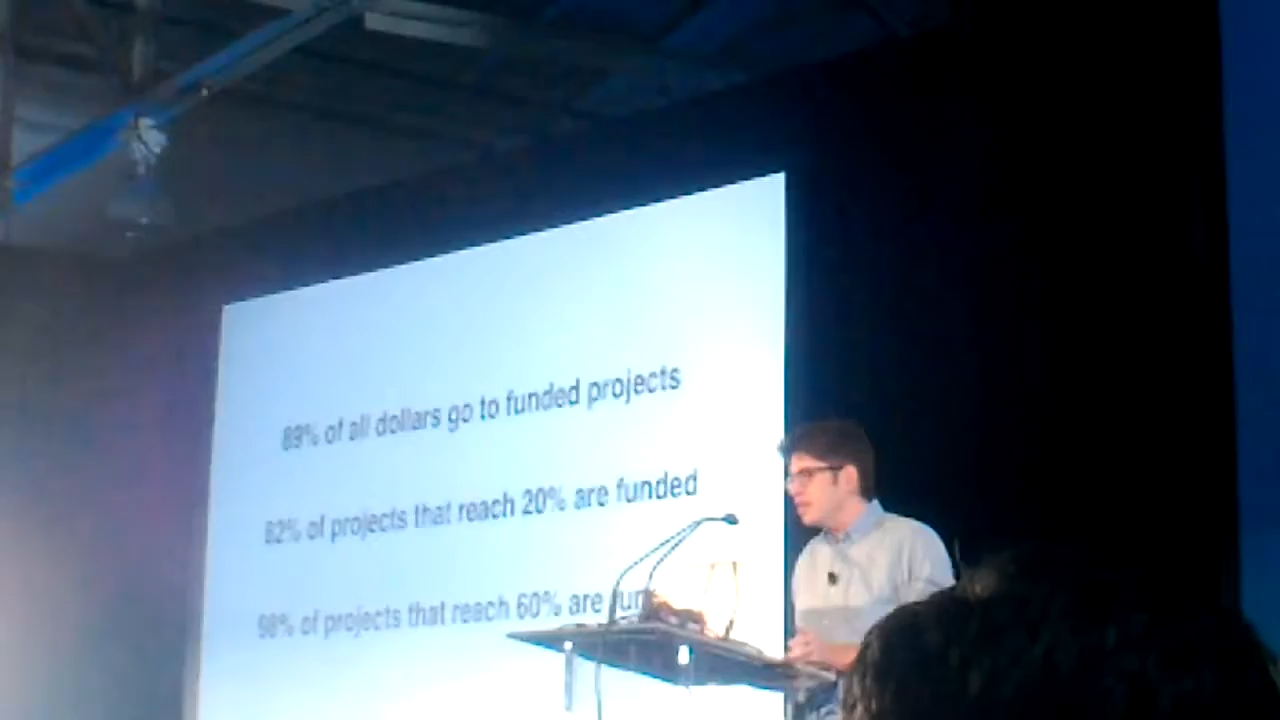 89% of all dollars go to funded projects
82% of projects that reach 20% are funded
98% of projects that reach 60% are fun